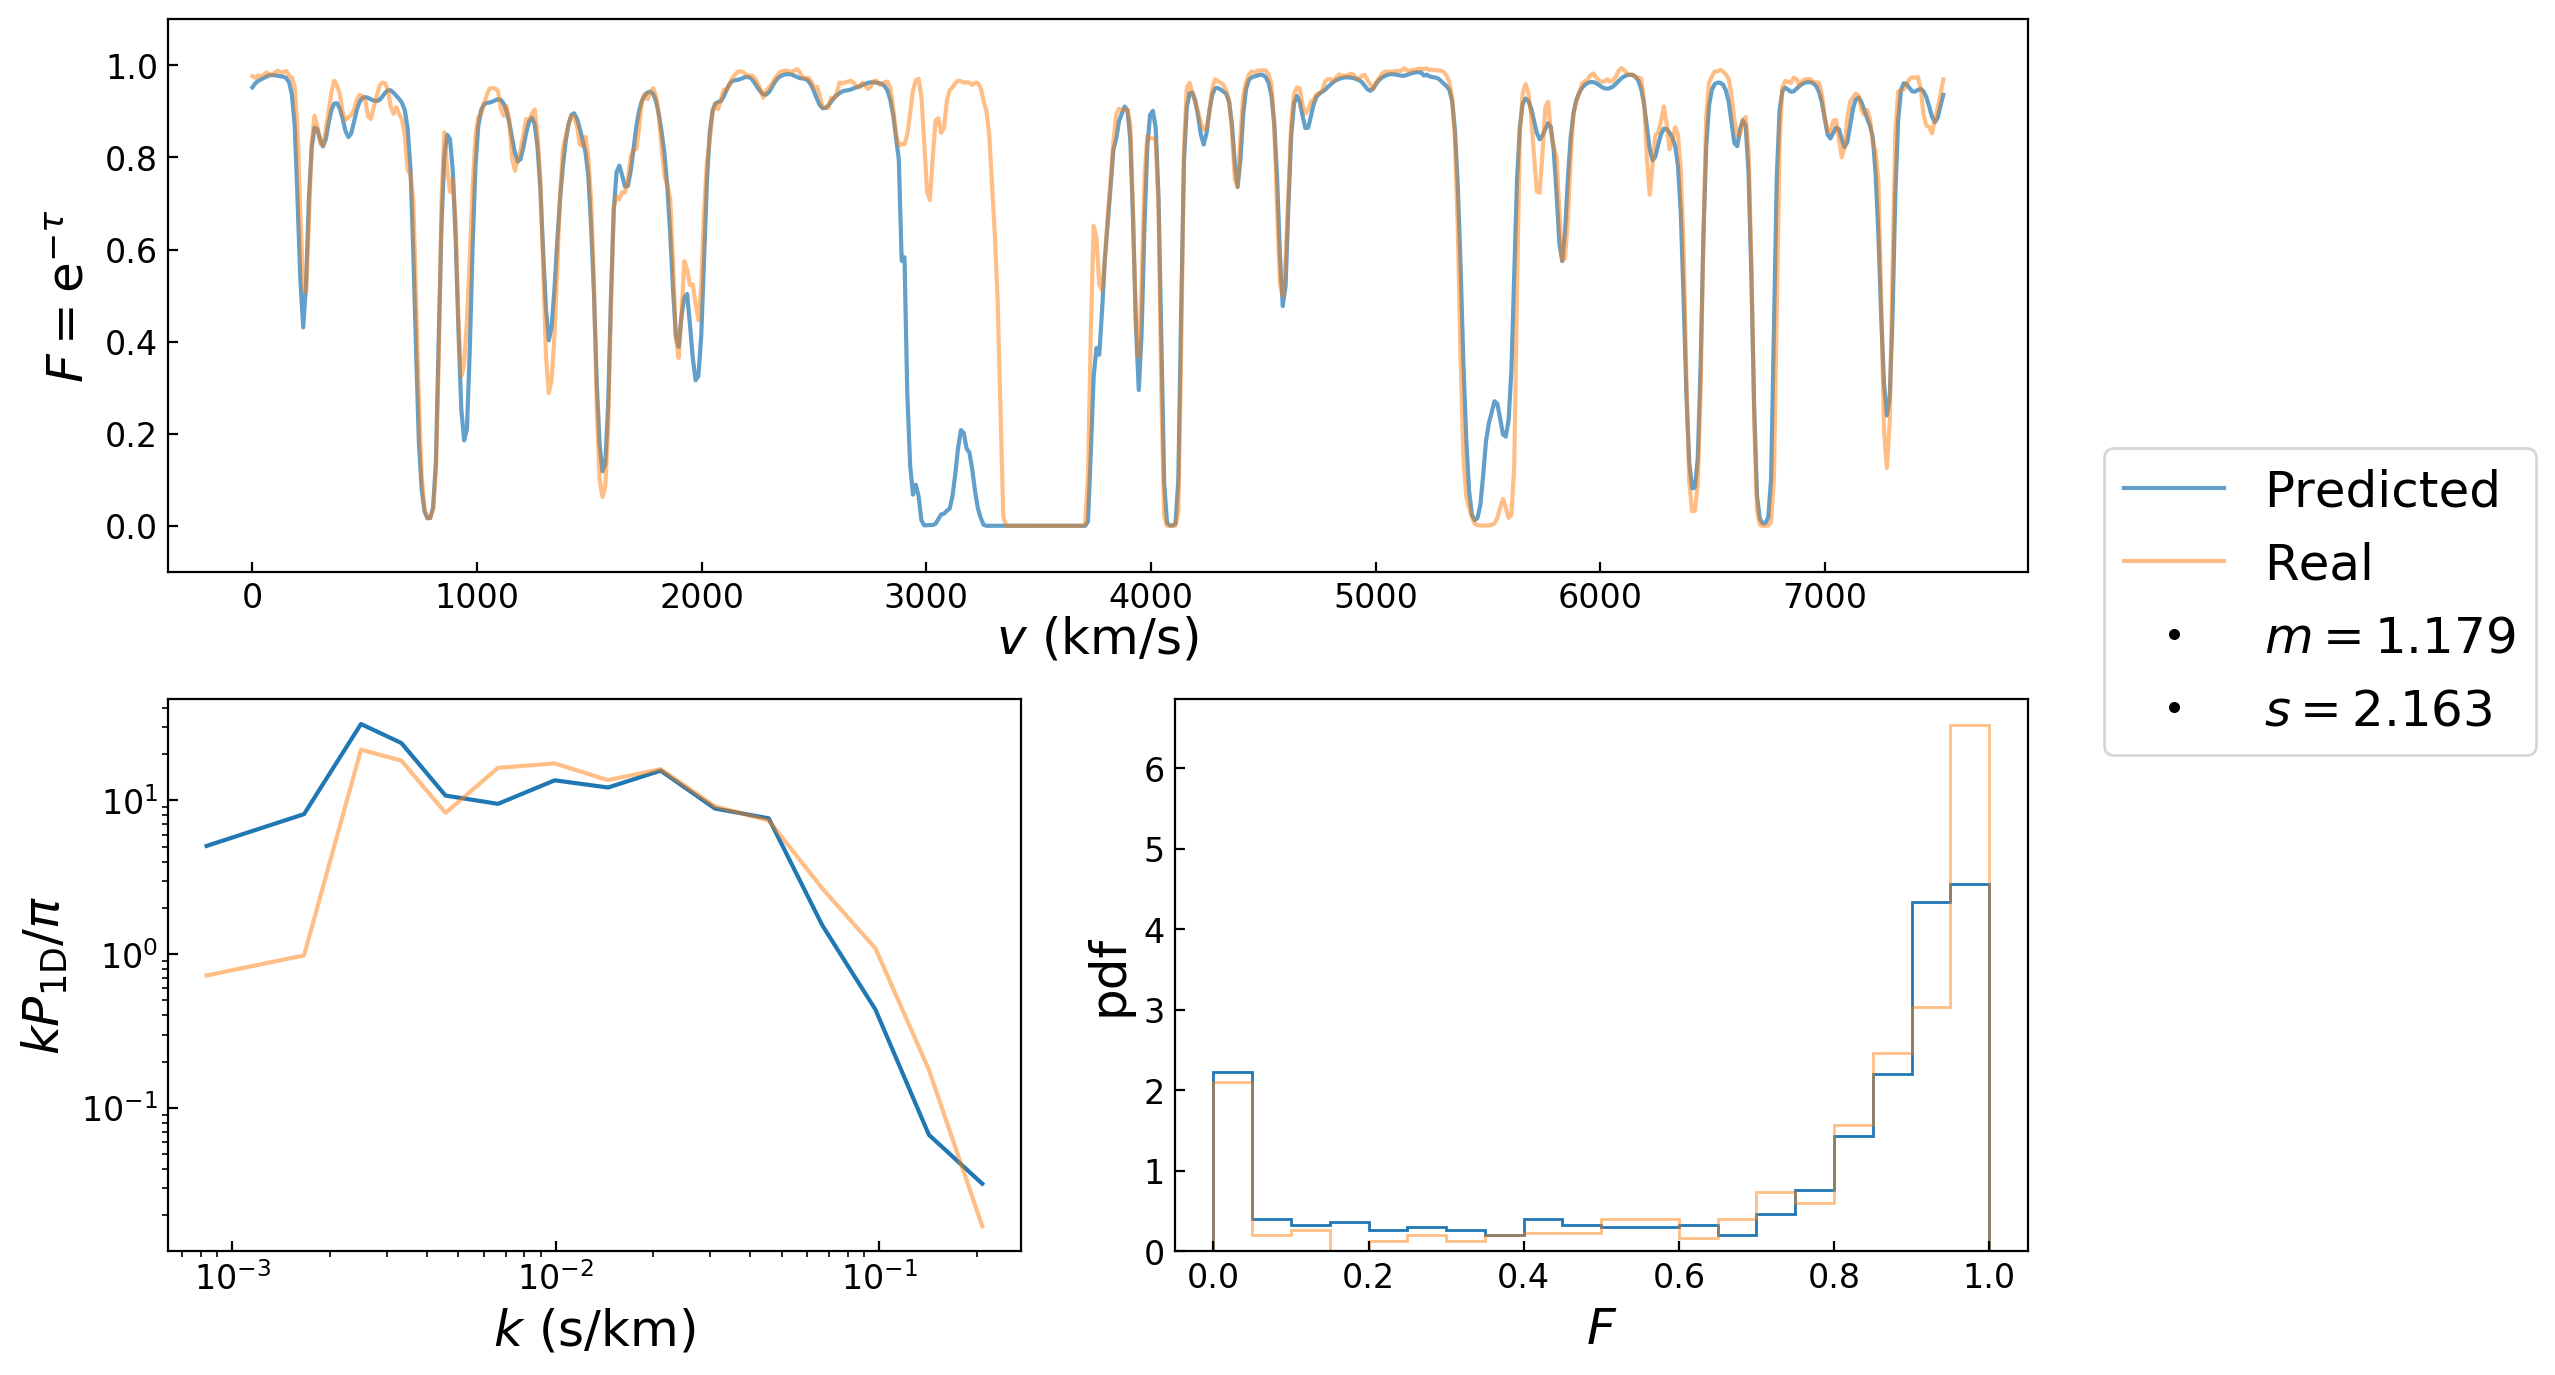 1.0
0.8
0.6
0.4
0.2
0.0
F = e^{−τ}
0 1000 2000 3000 4000 5000 6000 7000
v (km/s)
Predicted
Real
m = 1.179
s = 2.163
10^1
10^0
10^{−1}
kP_{1D}/π
10^{−3} 10^{−2} 10^{−1}
k (s/km)
6
5
4
3
2
1
0
pdf
0.0 0.2 0.4 0.6 0.8 1.0
F